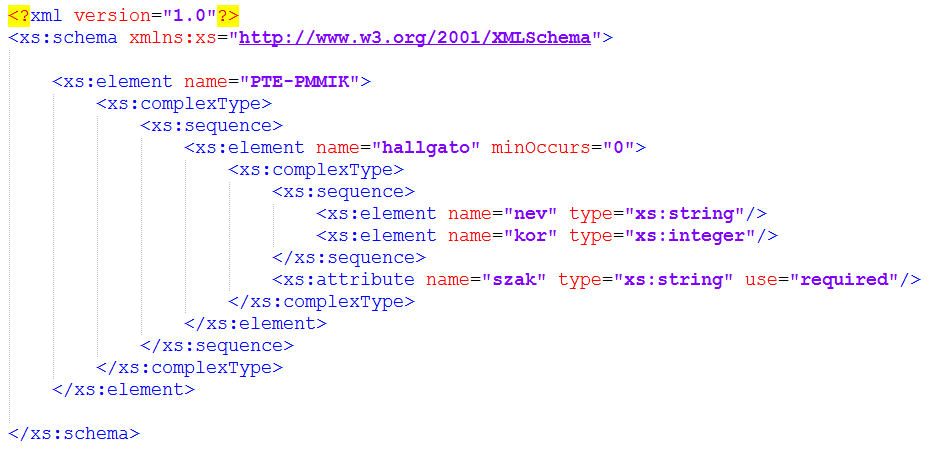 <?xml version="1.0"?>
<xs:schema xmlns:xs="http://www.w3.org/2001/XMLSchema">
<xs:element name="PTE-PMMIK">
<xs:complexType>
<xs:sequence>
<xs:element name="hallgato" minOccurs="0">
<xs:complexType>
<xs:sequence>
<xs:element name="nev" type="xs:string"/>
<xs:element name="kor" type="xs:integer"/>
</xs:sequence>
<xs:attribute name="szak" type="xs:string" use="required"/>
</xs:complexType>
</xs:element>
</xs:sequence>
</xs:complexType>
</xs:element>
</xs:schema>